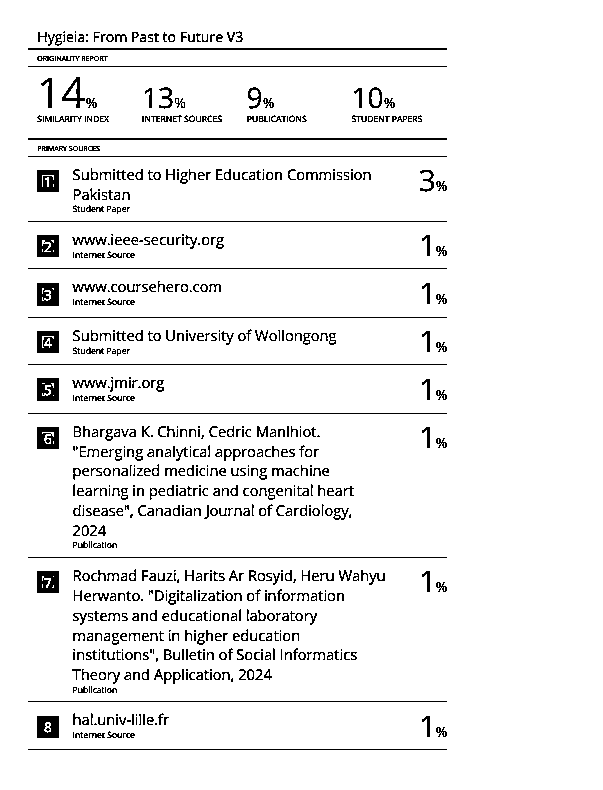 Hygieia: From Past to Future V3
ORIGINALITY REPORT
14% 13% 9% 10%
SIMILARITY INDEX INTERNET SOURCES PUBLICATIONS STUDENT PAPERS
PRIMARY SOURCES
1 Submitted to Higher Education Commission 3%
Pakistan
Student Paper
2 www.ieee-security.org 1%
Internet Source
3 www.coursehero.com 1%
Internet Source
4 Submitted to University of Wollongong 1%
Student Paper
5 www.jmir.org 1%
Internet Source
6 Bhargava K. Chinni, Cedric Manlhiot. 1%
"Emerging analytical approaches for
personalized medicine using machine
learning in pediatric and congenital heart
disease", Canadian Journal of Cardiology,
2024
Publication
7 Rochmad Fauzi, Harits Ar Rosyid, Heru Wahyu 1%
Herwanto. "Digitalization of information
systems and educational laboratory
management in higher education
institutions", Bulletin of Social Informatics
Theory and Application, 2024
Publication
8 hal.univ-lille.fr 1%
Internet Source